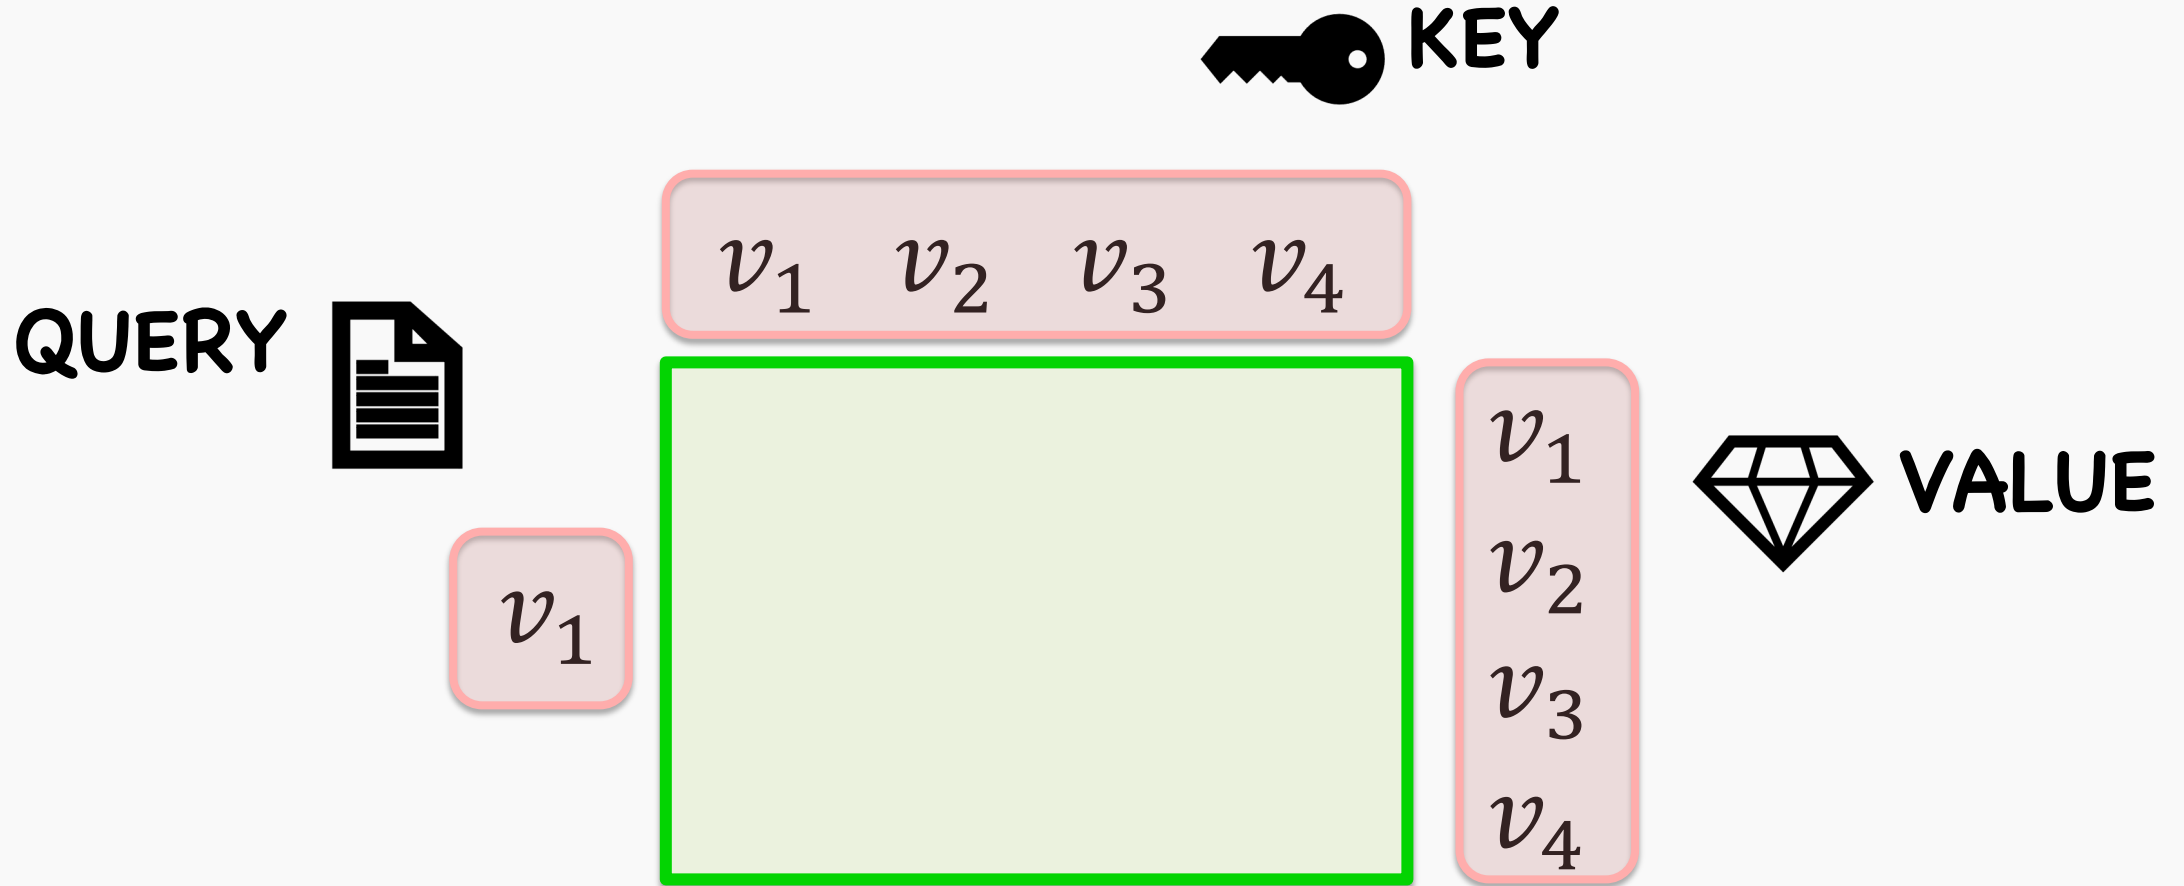 KEY
v₁ v₂ v₃ v₄
QUERY
v₁
v₁
v₂
v₃
v₄
VALUE